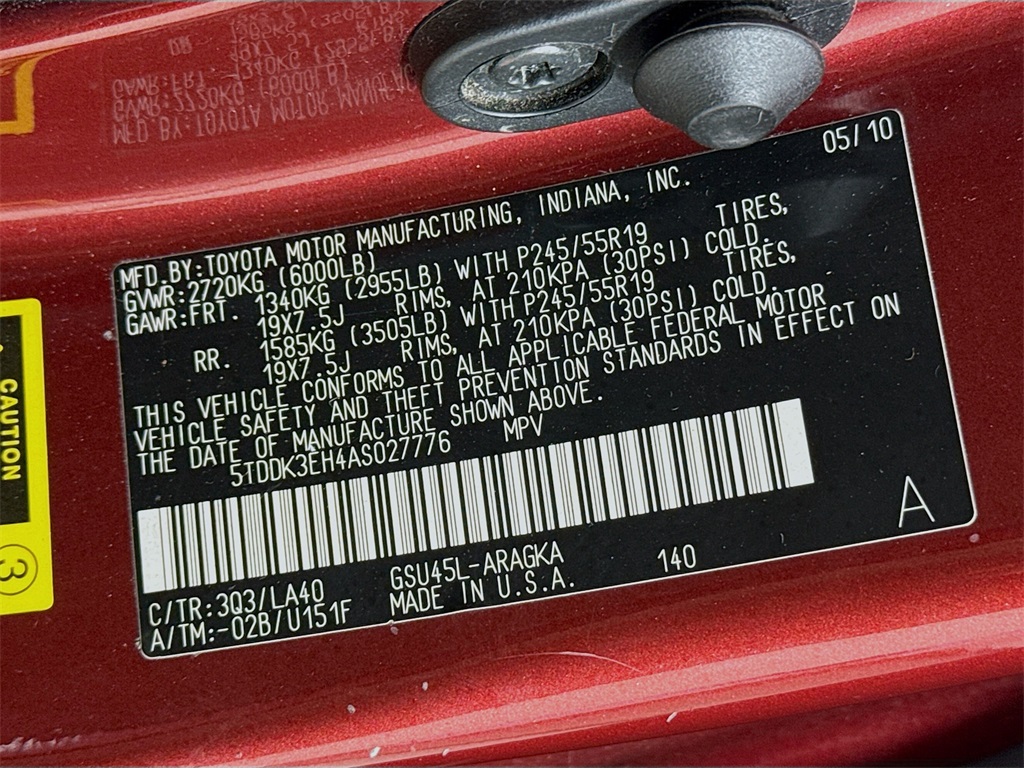 05/10
MFD.BY:TOYOTA MOTOR MANUFACTURING, INDIANA, INC.
GVWR:2720KG (6000LB)
GAWR:FRT. 1340KG (2955LB) WITH P245/55R19 TIRES,
19X7.5J RIMS, AT 210KPA (30PSI) COLD.
RR. 1585KG (3505LB) WITH P245/55R19 TIRES,
19X7.5J RIMS, AT 210KPA (30PSI) COLD.
THIS VEHICLE CONFORMS TO ALL APPLICABLE FEDERAL MOTOR
VEHICLE SAFETY AND THEFT PREVENTION STANDARDS IN EFFECT ON
THE DATE OF MANUFACTURE SHOWN ABOVE.
5TDDK3EH4AS027776 MPV
A
C/TR:3Q3/LA40 GSU45L-ARAGKA 140
A/TM:-02B/U151F MADE IN U.S.A.
CAUTION
3